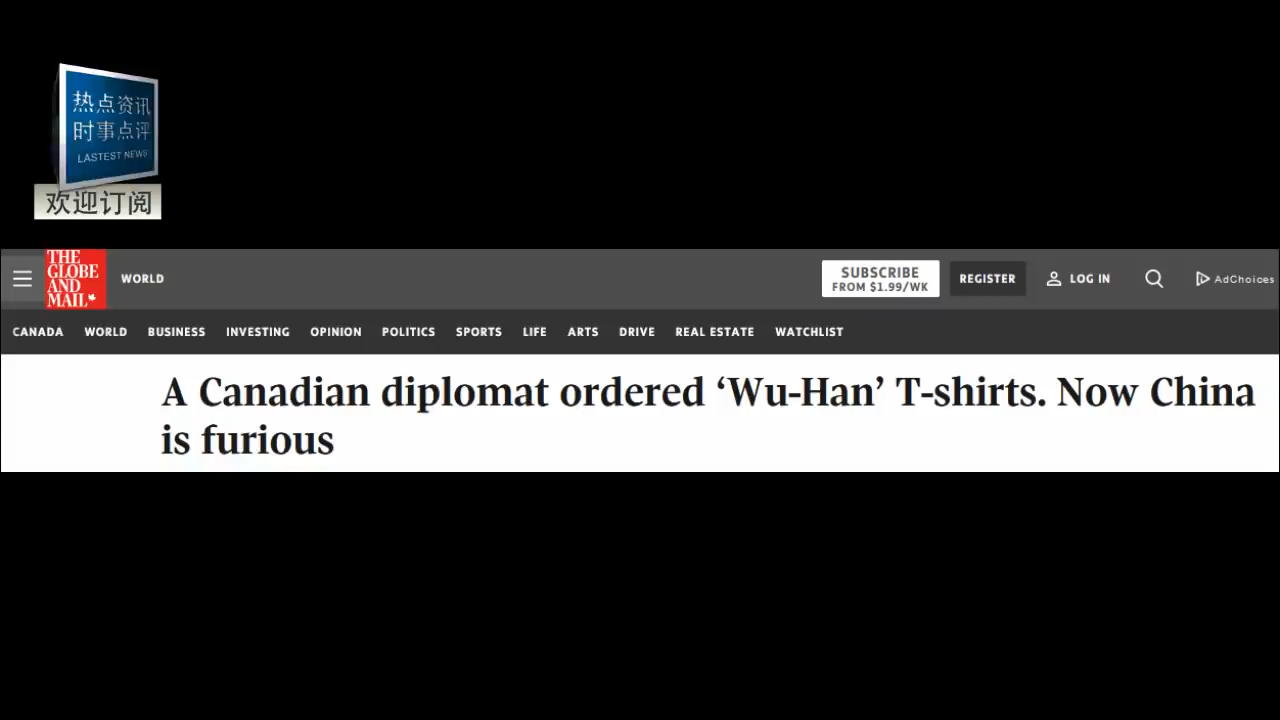 热点资讯
时事点评
LASTEST NEWS
欢迎订阅
THE
GLOBE
AND
MAIL
WORLD
SUBSCRIBE
FROM $1.99/WK
REGISTER
LOG IN
AdChoices
CANADA WORLD BUSINESS INVESTING OPINION POLITICS SPORTS LIFE ARTS DRIVE REAL ESTATE WATCHLIST
A Canadian diplomat ordered ‘Wu-Han’ T-shirts. Now China
is furious